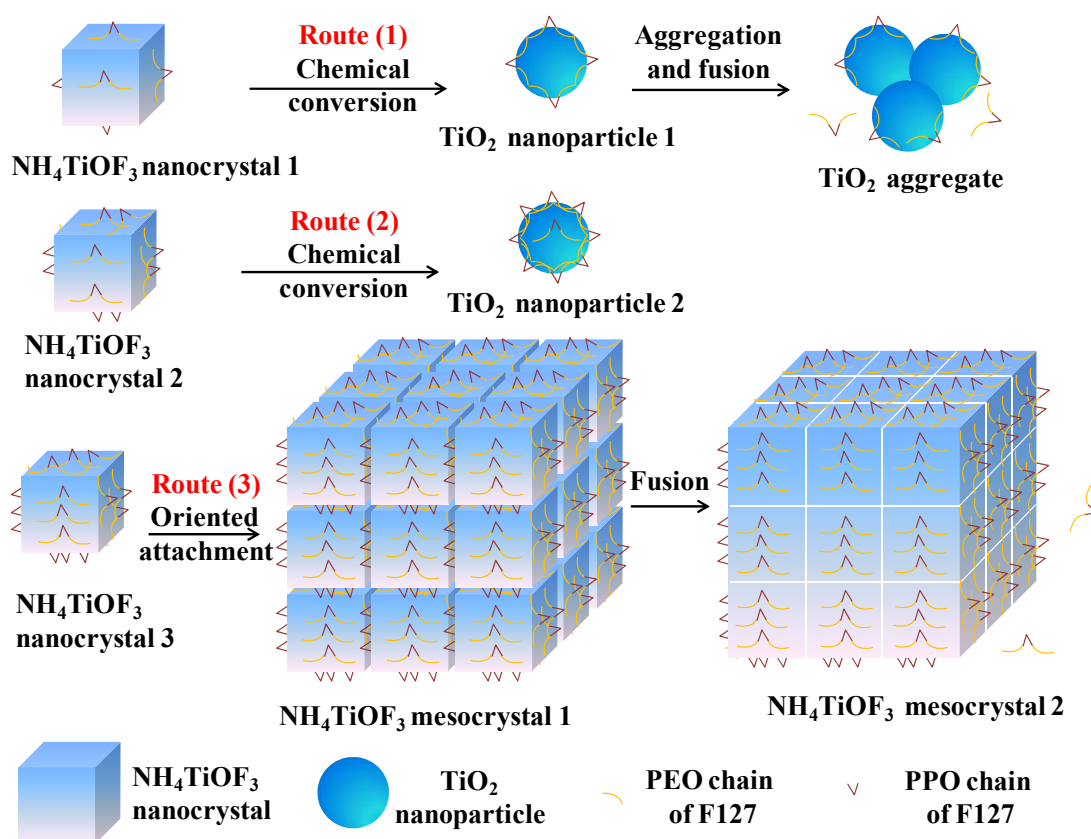 Route (1)
Chemical
conversion
Aggregation
and fusion
NH₄TiOF₃ nanocrystal 1
TiO₂ nanoparticle 1
TiO₂ aggregate
Route (2)
Chemical
conversion
NH₄TiOF₃
nanocrystal 2
TiO₂ nanoparticle 2
Route (3)
Oriented
attachment
Fusion
NH₄TiOF₃
nanocrystal 3
NH₄TiOF₃ mesocrystal 1
NH₄TiOF₃ mesocrystal 2
NH₄TiOF₃
nanocrystal
TiO₂
nanoparticle
PEO chain
of F127
PPO chain
of F127